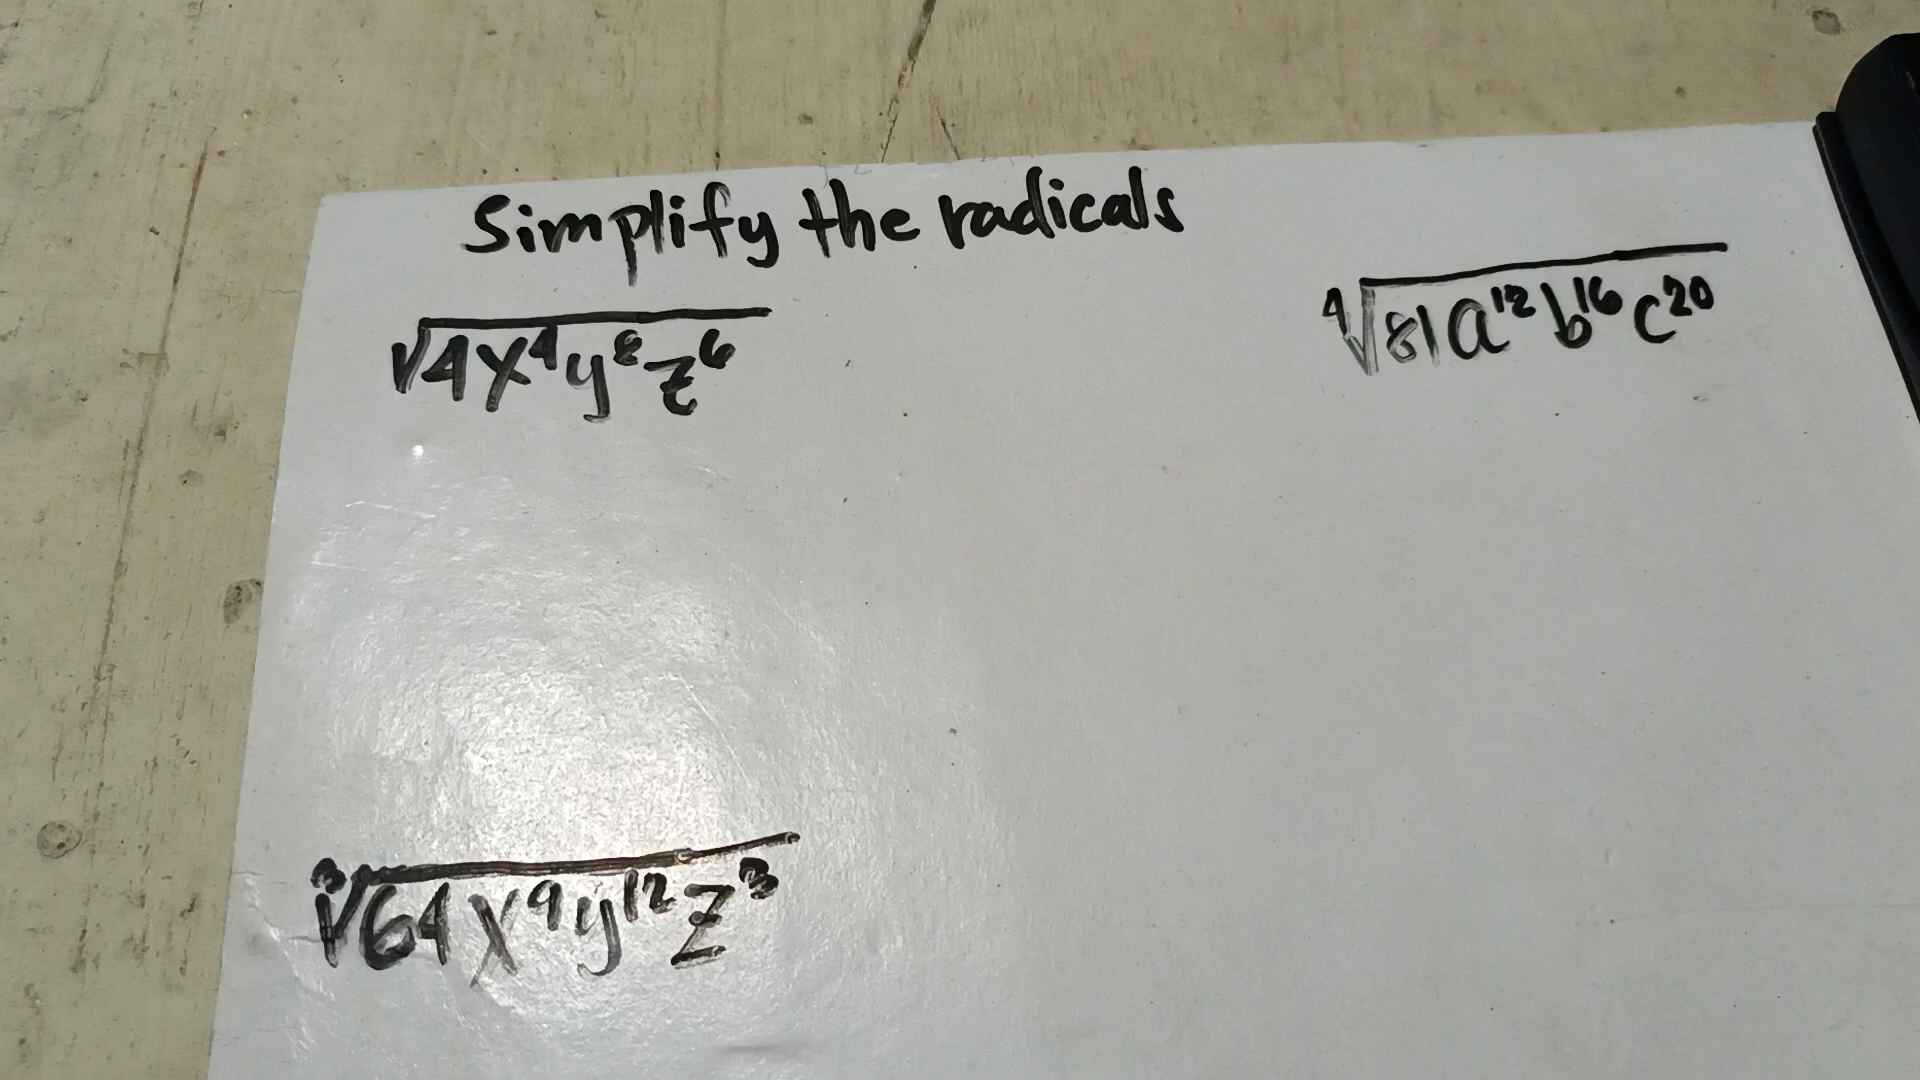 Simplify the radicals
√4x⁴y⁸z⁶
⁴√81a¹²b¹⁶c²⁰
³√64x⁹y¹²z³